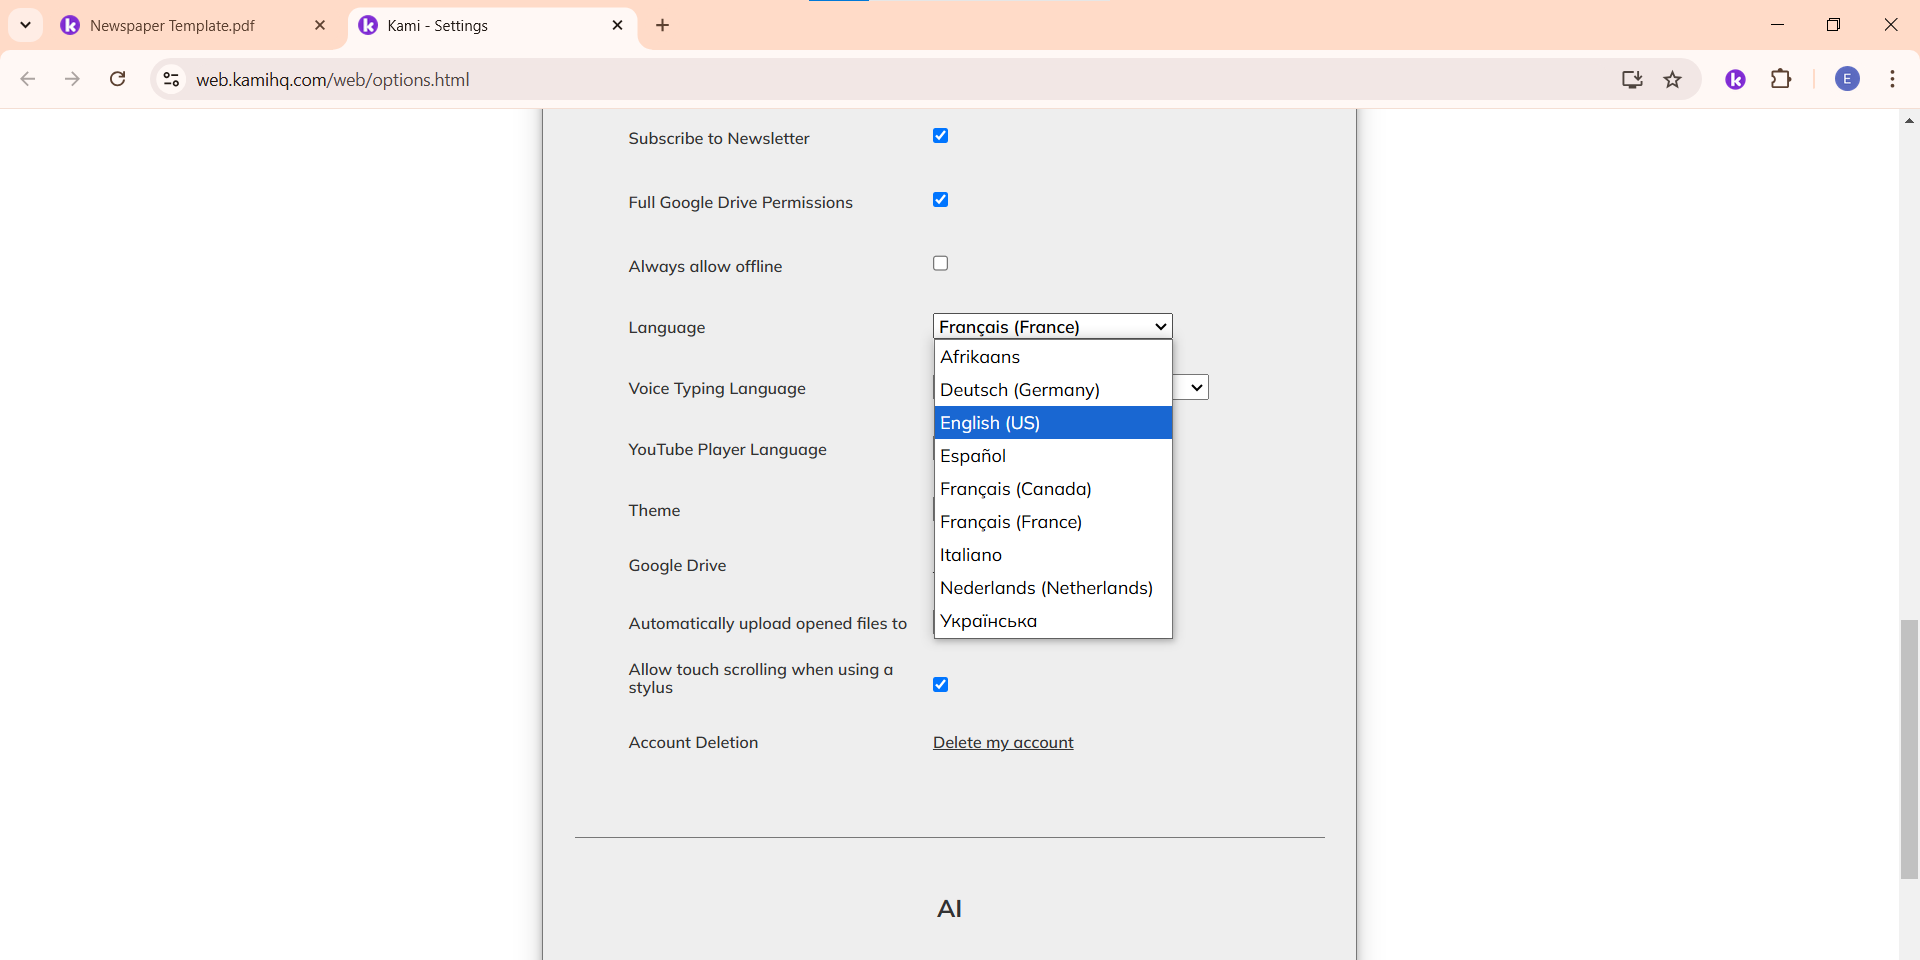 Newspaper Template.pdf
Kami - Settings
web.kamihq.com/web/options.html
E
Subscribe to Newsletter
Full Google Drive Permissions
Always allow offline
Language
Français (France)
Afrikaans
Deutsch (Germany)
English (US)
Español
Français (Canada)
Français (France)
Italiano
Nederlands (Netherlands)
Українська
Voice Typing Language
YouTube Player Language
Theme
Google Drive
Automatically upload opened files to
Allow touch scrolling when using a
stylus
Account Deletion
Delete my account
AI